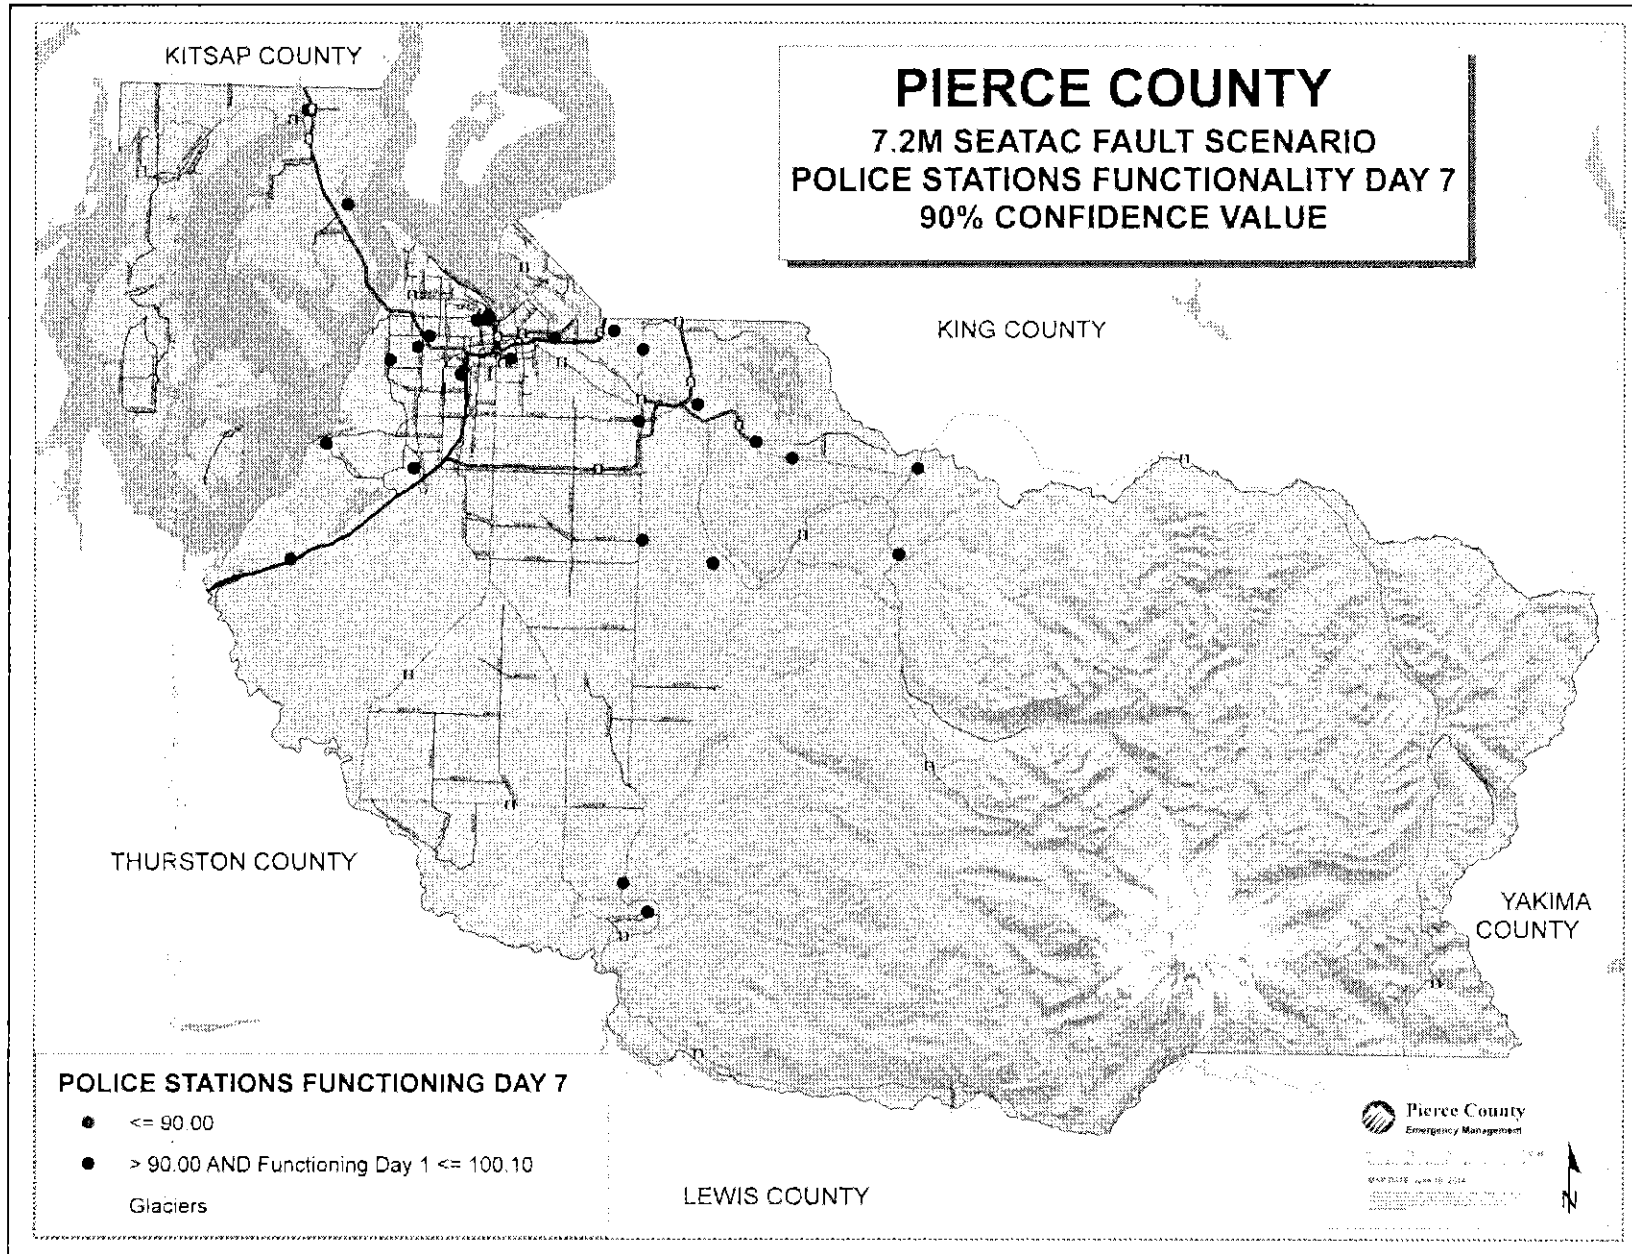 KITSAP COUNTY
PIERCE COUNTY
7.2M SEATAC FAULT SCENARIO
POLICE STATIONS FUNCTIONALITY DAY 7
90% CONFIDENCE VALUE
KING COUNTY
THURSTON COUNTY
YAKIMA
COUNTY
POLICE STATIONS FUNCTIONING DAY 7
<= 90.00
> 90.00 AND Functioning Day 1 <= 100.10
Glaciers
LEWIS COUNTY
Pierce County
Emergency Management
N